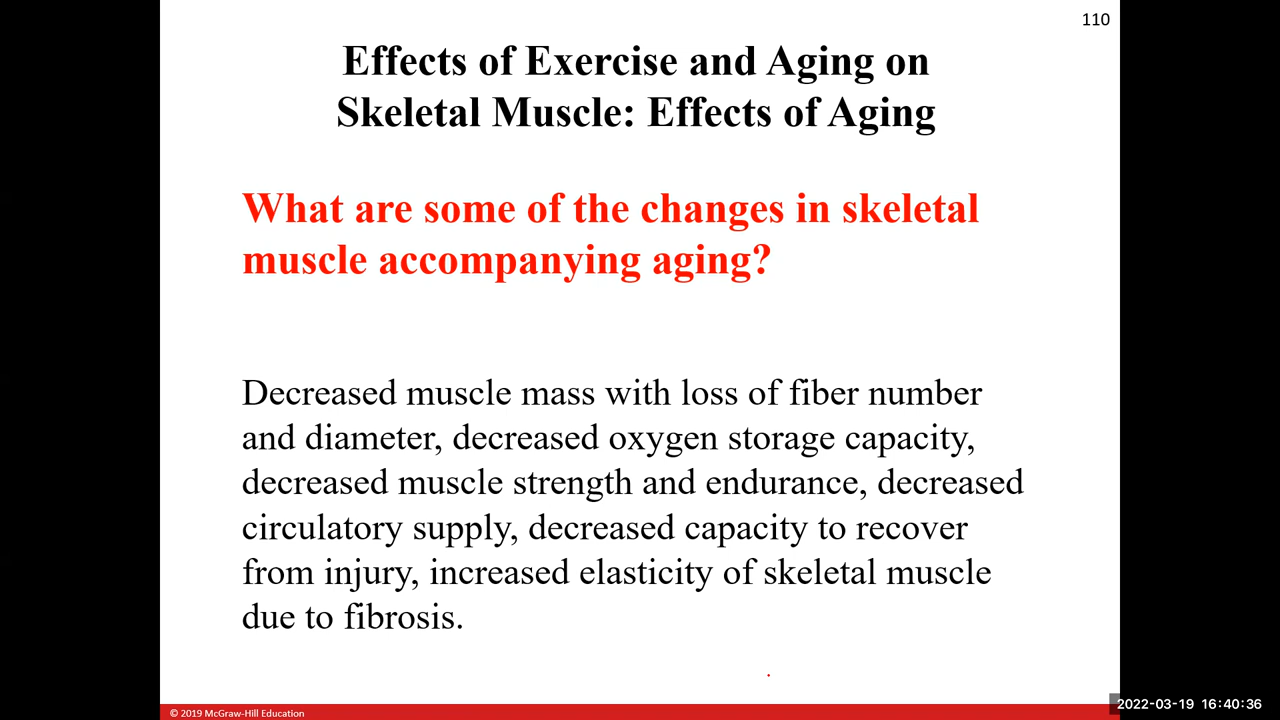 110
Effects of Exercise and Aging on
Skeletal Muscle: Effects of Aging
What are some of the changes in skeletal
muscle accompanying aging?
Decreased muscle mass with loss of fiber number
and diameter, decreased oxygen storage capacity,
decreased muscle strength and endurance, decreased
circulatory supply, decreased capacity to recover
from injury, increased elasticity of skeletal muscle
due to fibrosis.
© 2019 McGraw-Hill Education
2022-03-19 16:40:36